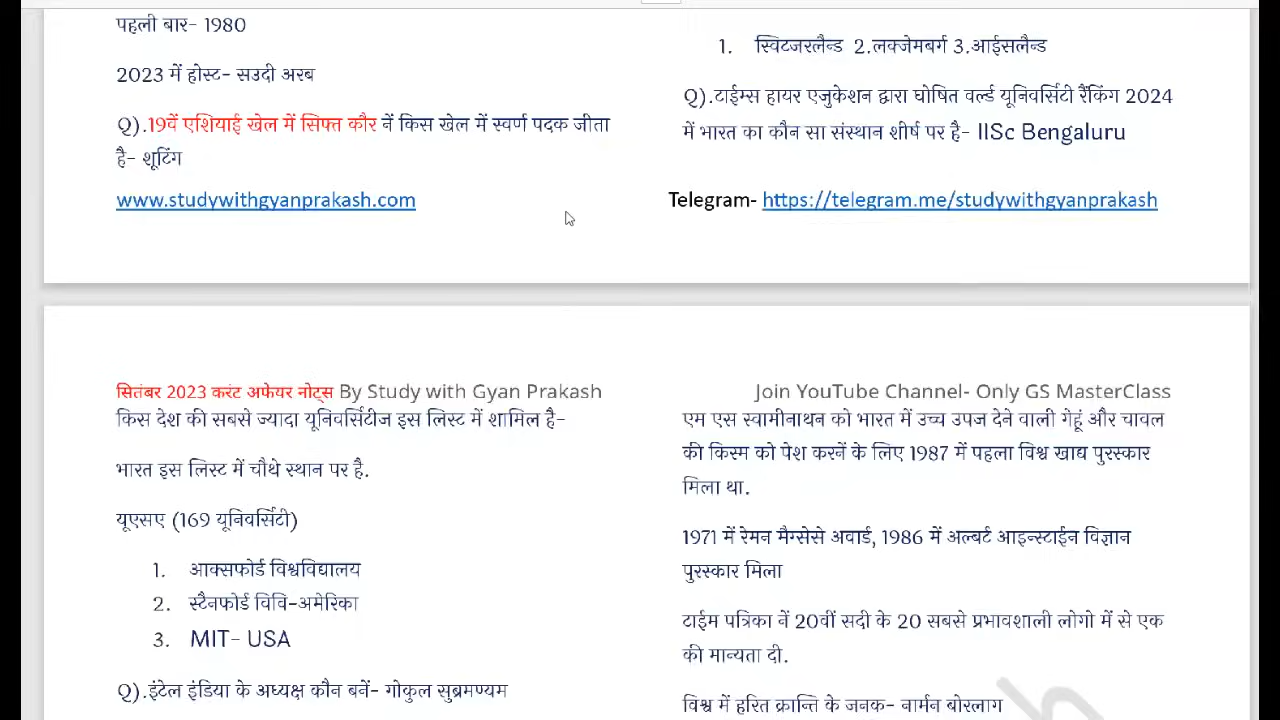 पहली बार- 1980
2023 में होस्ट- सउदी अरब
Q).19वें एशियाई खेल में सिफ्त कौर नें किस खेल में स्वर्ण पदक जीता
है- शूटिंग
1. स्विटजरलैन्ड 2.लक्जेमबर्ग 3.आईसलैन्ड
Q).टाईम्स हायर एजुकेशन द्वारा घोषित वर्ल्ड यूनिवर्सिटी रैंकिंग 2024
में भारत का कौन सा संस्थान शीर्ष पर है- IISc Bengaluru
www.studywithgyanprakash.com
Telegram- https://telegram.me/studywithgyanprakash
सितंबर 2023 करंट अफेयर नोट्स By Study with Gyan Prakash
Join YouTube Channel- Only GS MasterClass
किस देश की सबसे ज्यादा यूनिवर्सिटीज इस लिस्ट में शामिल है-
भारत इस लिस्ट में चौथे स्थान पर है.
यूएसए (169 यूनिवर्सिटी)
1. आक्सफोर्ड विश्वविद्यालय
2. स्टैनफोर्ड विवि-अमेरिका
3. MIT- USA
Q).इंटेल इंडिया के अध्यक्ष कौन बनें- गोकुल सुब्रमण्यम
एम एस स्वामीनाथन को भारत में उच्च उपज देने वाली गेहूं और चावल
की किस्म को पेश करनें के लिए 1987 में पहला विश्व खाद्य पुरस्कार
मिला था.
1971 में रेमन मैग्सेसे अवार्ड, 1986 में अल्बर्ट आइन्स्टाईन विज्ञान
पुरस्कार मिला
टाईम पत्रिका नें 20वीं सदी के 20 सबसे प्रभावशाली लोगो में से एक
की मान्यता दी.
विश्व में हरित क्रान्ति के जनक- नार्मन बोरलाग